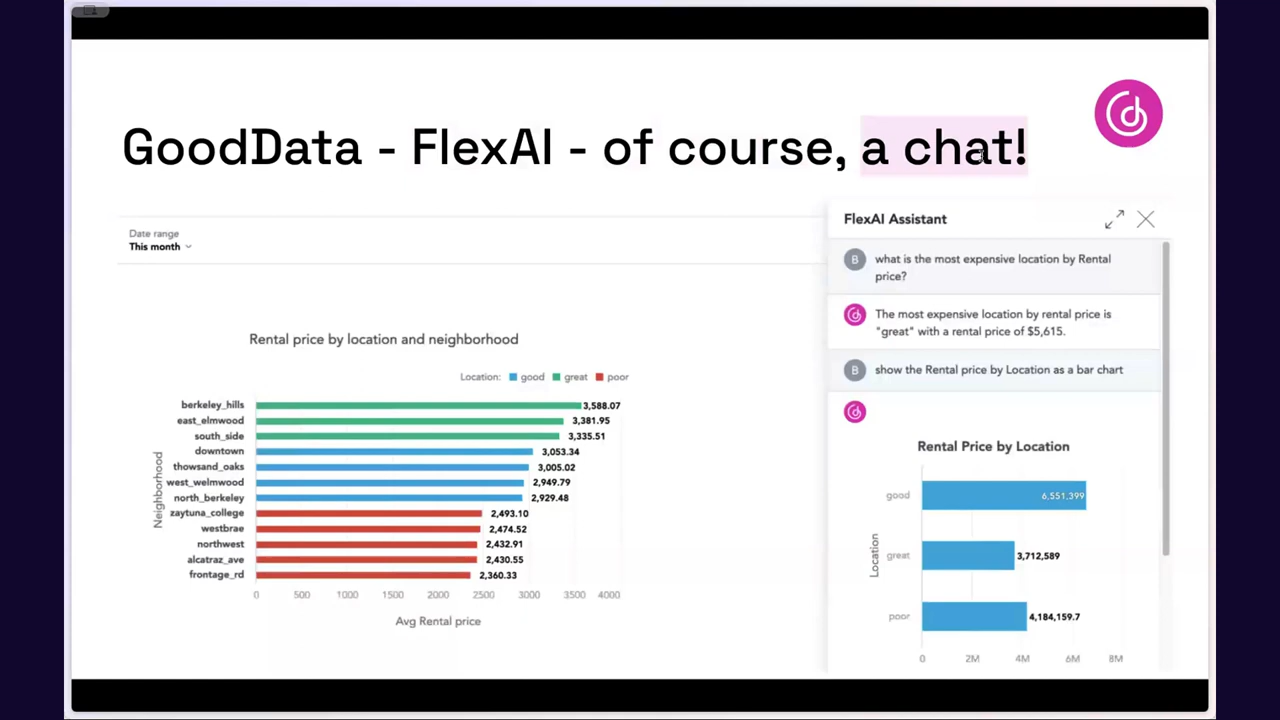 GoodData - FlexAI - of course, a chat!
Date range
This month
Rental price by location and neighborhood
Location: good great poor
Neighborhood
berkeley_hills 3,588.07
east_elmwood 3,381.95
south_side 3,335.51
downtown 3,053.34
thowsand_oaks 3,005.02
west_welmwood 2,949.79
north_berkeley 2,929.48
zaytuna_college 2,493.10
westbrae 2,474.52
northwest 2,432.91
alcatraz_ave 2,430.55
frontage_rd 2,360.33
0 500 1000 1500 2000 2500 3000 3500 4000
Avg Rental price
FlexAI Assistant
B what is the most expensive location by Rental
price?
The most expensive location by rental price is
"great" with a rental price of $5,615.
B show the Rental price by Location as a bar chart
Rental Price by Location
Location
good 6,551,399
great 3,712,589
poor 4,184,159.7
0 2M 4M 6M 8M